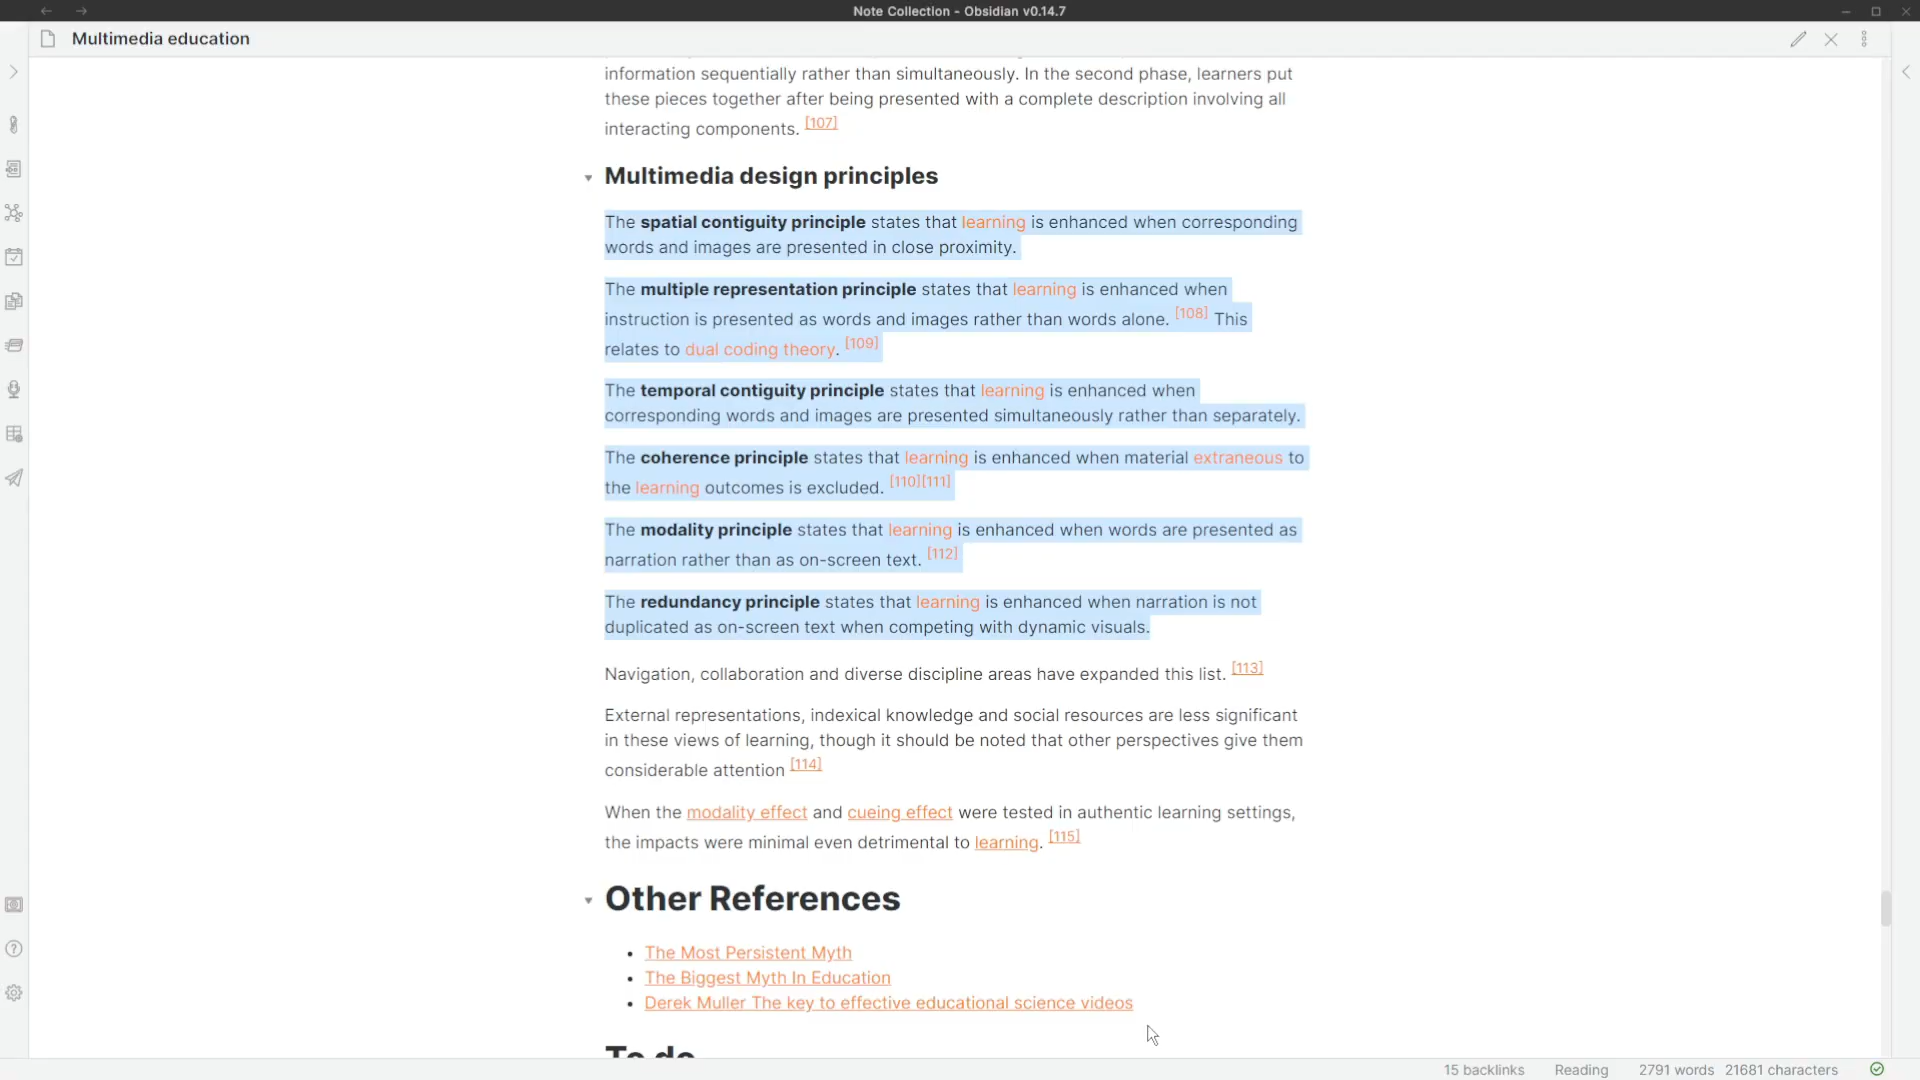 Note Collection - Obsidian v0.14.7
Multimedia education
information sequentially rather than simultaneously. In the second phase, learners put
these pieces together after being presented with a complete description involving all
interacting components. [107]
Multimedia design principles
The spatial contiguity principle states that learning is enhanced when corresponding
words and images are presented in close proximity.
The multiple representation principle states that learning is enhanced when
instruction is presented as words and images rather than words alone. [108] This
relates to dual coding theory. [109]
The temporal contiguity principle states that learning is enhanced when
corresponding words and images are presented simultaneously rather than separately.
The coherence principle states that learning is enhanced when material extraneous to
the learning outcomes is excluded. [110][111]
The modality principle states that learning is enhanced when words are presented as
narration rather than as on-screen text. [112]
The redundancy principle states that learning is enhanced when narration is not
duplicated as on-screen text when competing with dynamic visuals.
Navigation, collaboration and diverse discipline areas have expanded this list. [113]
External representations, indexical knowledge and social resources are less significant
in these views of learning, though it should be noted that other perspectives give them
considerable attention [114]
When the modality effect and cueing effect were tested in authentic learning settings,
the impacts were minimal even detrimental to learning. [115]
Other References
• The Most Persistent Myth
• The Biggest Myth In Education
• Derek Muller The key to effective educational science videos
To do
15 backlinks Reading 2791 words 21681 characters